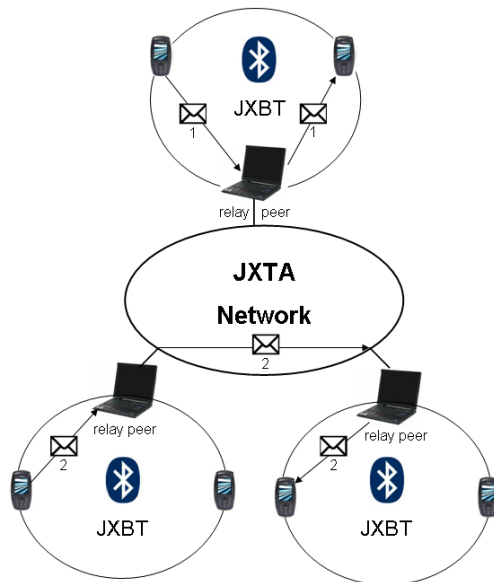 JXBT
1
1
relay peer
JXTA
Network
2
relay peer
relay peer
2
2
JXBT
JXBT